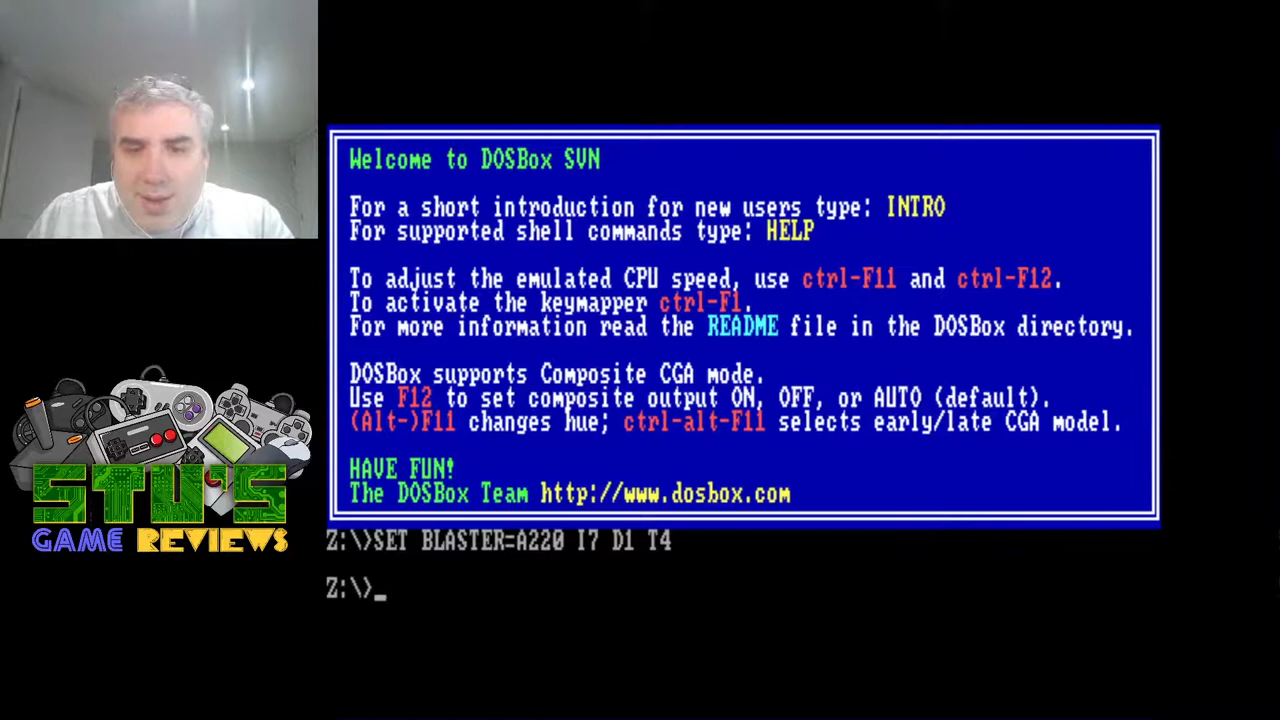 Welcome to DOSBox SVN
For a short introduction for new users type: INTRO
For supported shell commands type: HELP
To adjust the emulated CPU speed, use ctrl-F11 and ctrl-F12.
To activate the keymapper ctrl-F1.
For more information read the README file in the DOSBox directory.
DOSBox supports Composite CGA mode.
Use F12 to set composite output ON, OFF, or AUTO (default).
(Alt-)F11 changes hue; ctrl-alt-F11 selects early/late CGA model.
HAVE FUN!
The DOSBox Team http://www.dosbox.com
Z:\>SET BLASTER=A220 I7 D1 T4
Z:\>_
STU'S
GAME REVIEWS